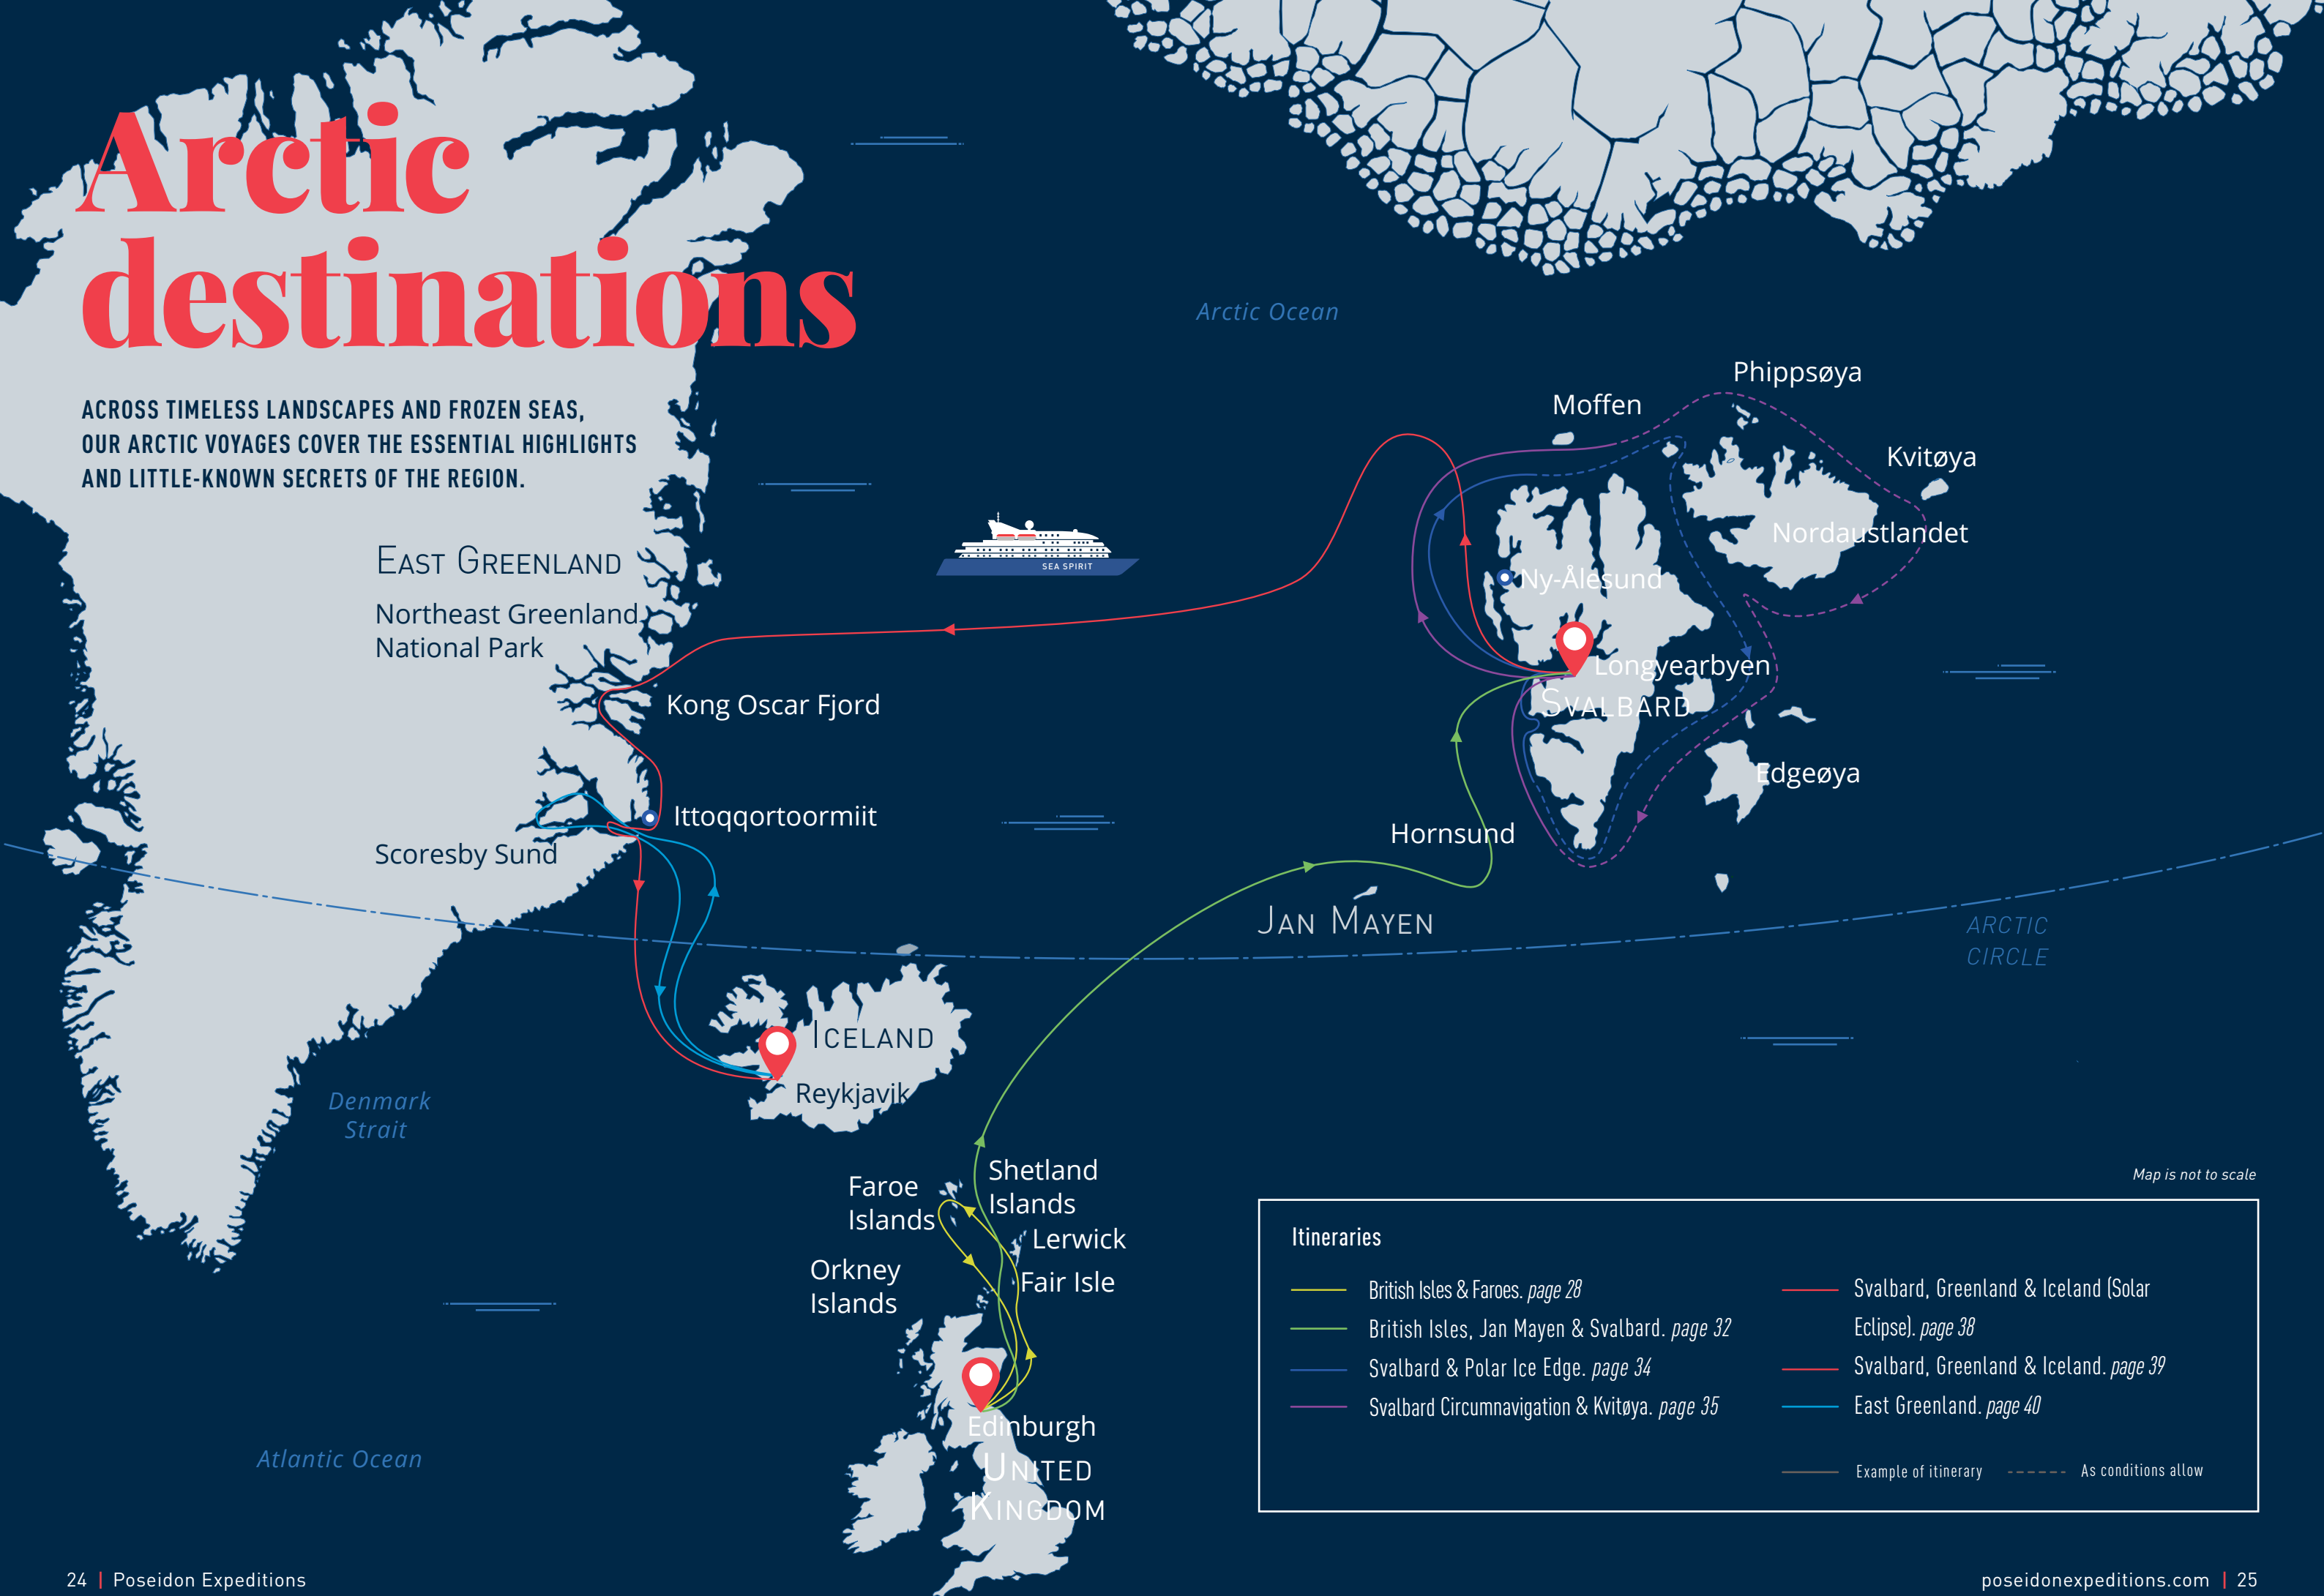 Arctic
destinations
ACROSS TIMELESS LANDSCAPES AND FROZEN SEAS,
OUR ARCTIC VOYAGES COVER THE ESSENTIAL HIGHLIGHTS
AND LITTLE-KNOWN SECRETS OF THE REGION.
Arctic Ocean
Phippsøya
Moffen
Kvitøya
Nordaustlandet
SEA SPIRIT
EAST GREENLAND
Ny-Ålesund
Northeast Greenland
National Park
Longyearbyen
SVALBARD
Kong Oscar Fjord
Edgeøya
Ittoqqortoormiit
Hornsund
Scoresby Sund
JAN MAYEN
ARCTIC
CIRCLE
ICELAND
Reykjavik
Denmark
Strait
Shetland
Islands
Faroe
Islands
Lerwick
Orkney
Islands
Fair Isle
Edinburgh
UNITED
KINGDOM
Atlantic Ocean
Map is not to scale
Itineraries
British Isles & Faroes. page 28
British Isles, Jan Mayen & Svalbard. page 32
Svalbard & Polar Ice Edge. page 34
Svalbard Circumnavigation & Kvitøya. page 35
Svalbard, Greenland & Iceland (Solar
Eclipse). page 38
Svalbard, Greenland & Iceland. page 39
East Greenland. page 40
Example of itinerary
As conditions allow
24 | Poseidon Expeditions
poseidonexpeditions.com | 25